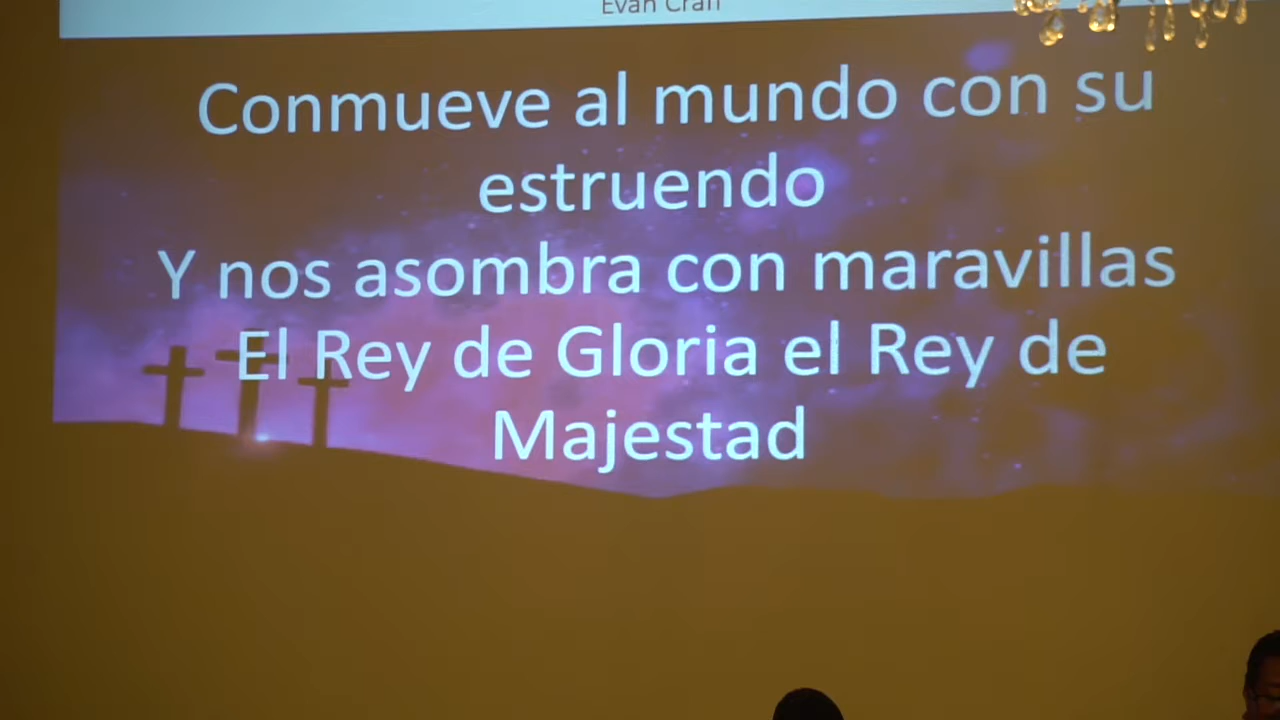 Evan Craft
Conmueve al mundo con su
estruendo
Y nos asombra con maravillas
El Rey de Gloria el Rey de
Majestad